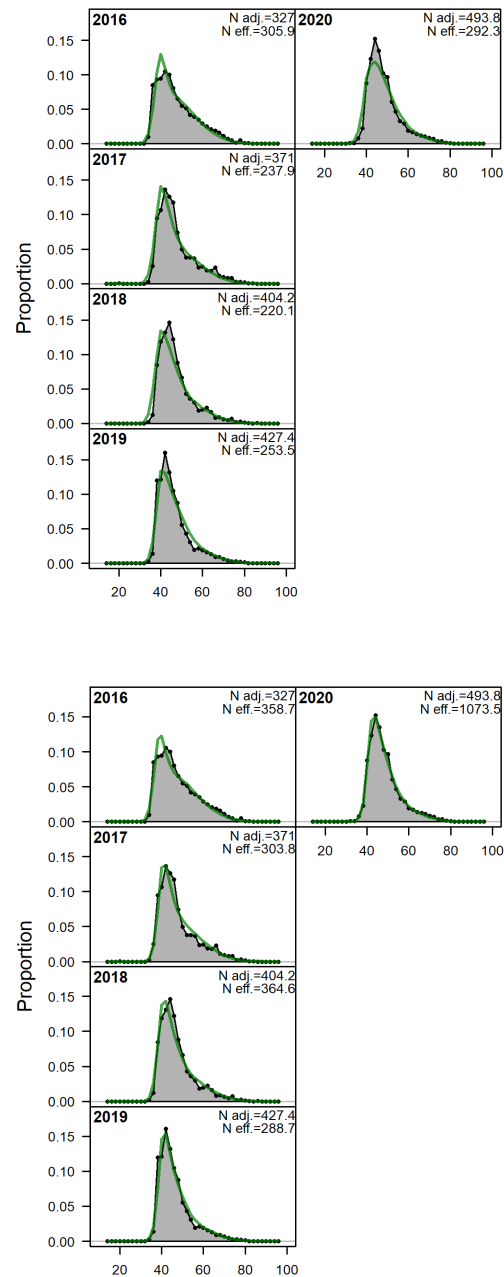 2016
N adj.=327
N eff.=305.9
2020
N adj.=493.8
N eff.=292.3
0.15
0.10
0.05
0.00
2017
N adj.=371
N eff.=237.9
20 40 60 80 100
0.15
0.10
0.05
0.00
2018
N adj.=404.2
N eff.=220.1
0.15
0.10
0.05
0.00
2019
N adj.=427.4
N eff.=253.5
0.15
0.10
0.05
0.00
20 40 60 80 100
Proportion
2016
N adj.=327
N eff.=358.7
2020
N adj.=493.8
N eff.=1073.5
0.15
0.10
0.05
0.00
2017
N adj.=371
N eff.=303.8
20 40 60 80 100
0.15
0.10
0.05
0.00
2018
N adj.=404.2
N eff.=364.6
0.15
0.10
0.05
0.00
2019
N adj.=427.4
N eff.=288.7
0.15
0.10
0.05
0.00
20 40 60 80 100
Proportion